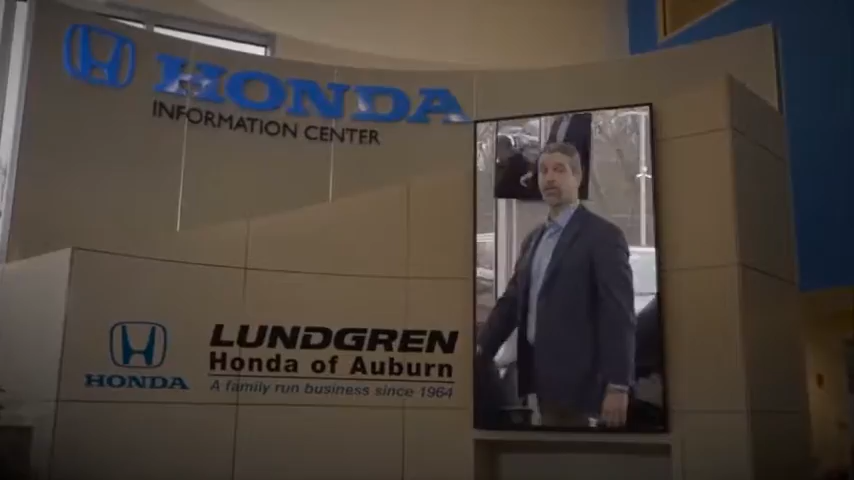 HONDA
INFORMATION CENTER
LUNDGREN
Honda of Auburn
HONDA
A family run business since 1964